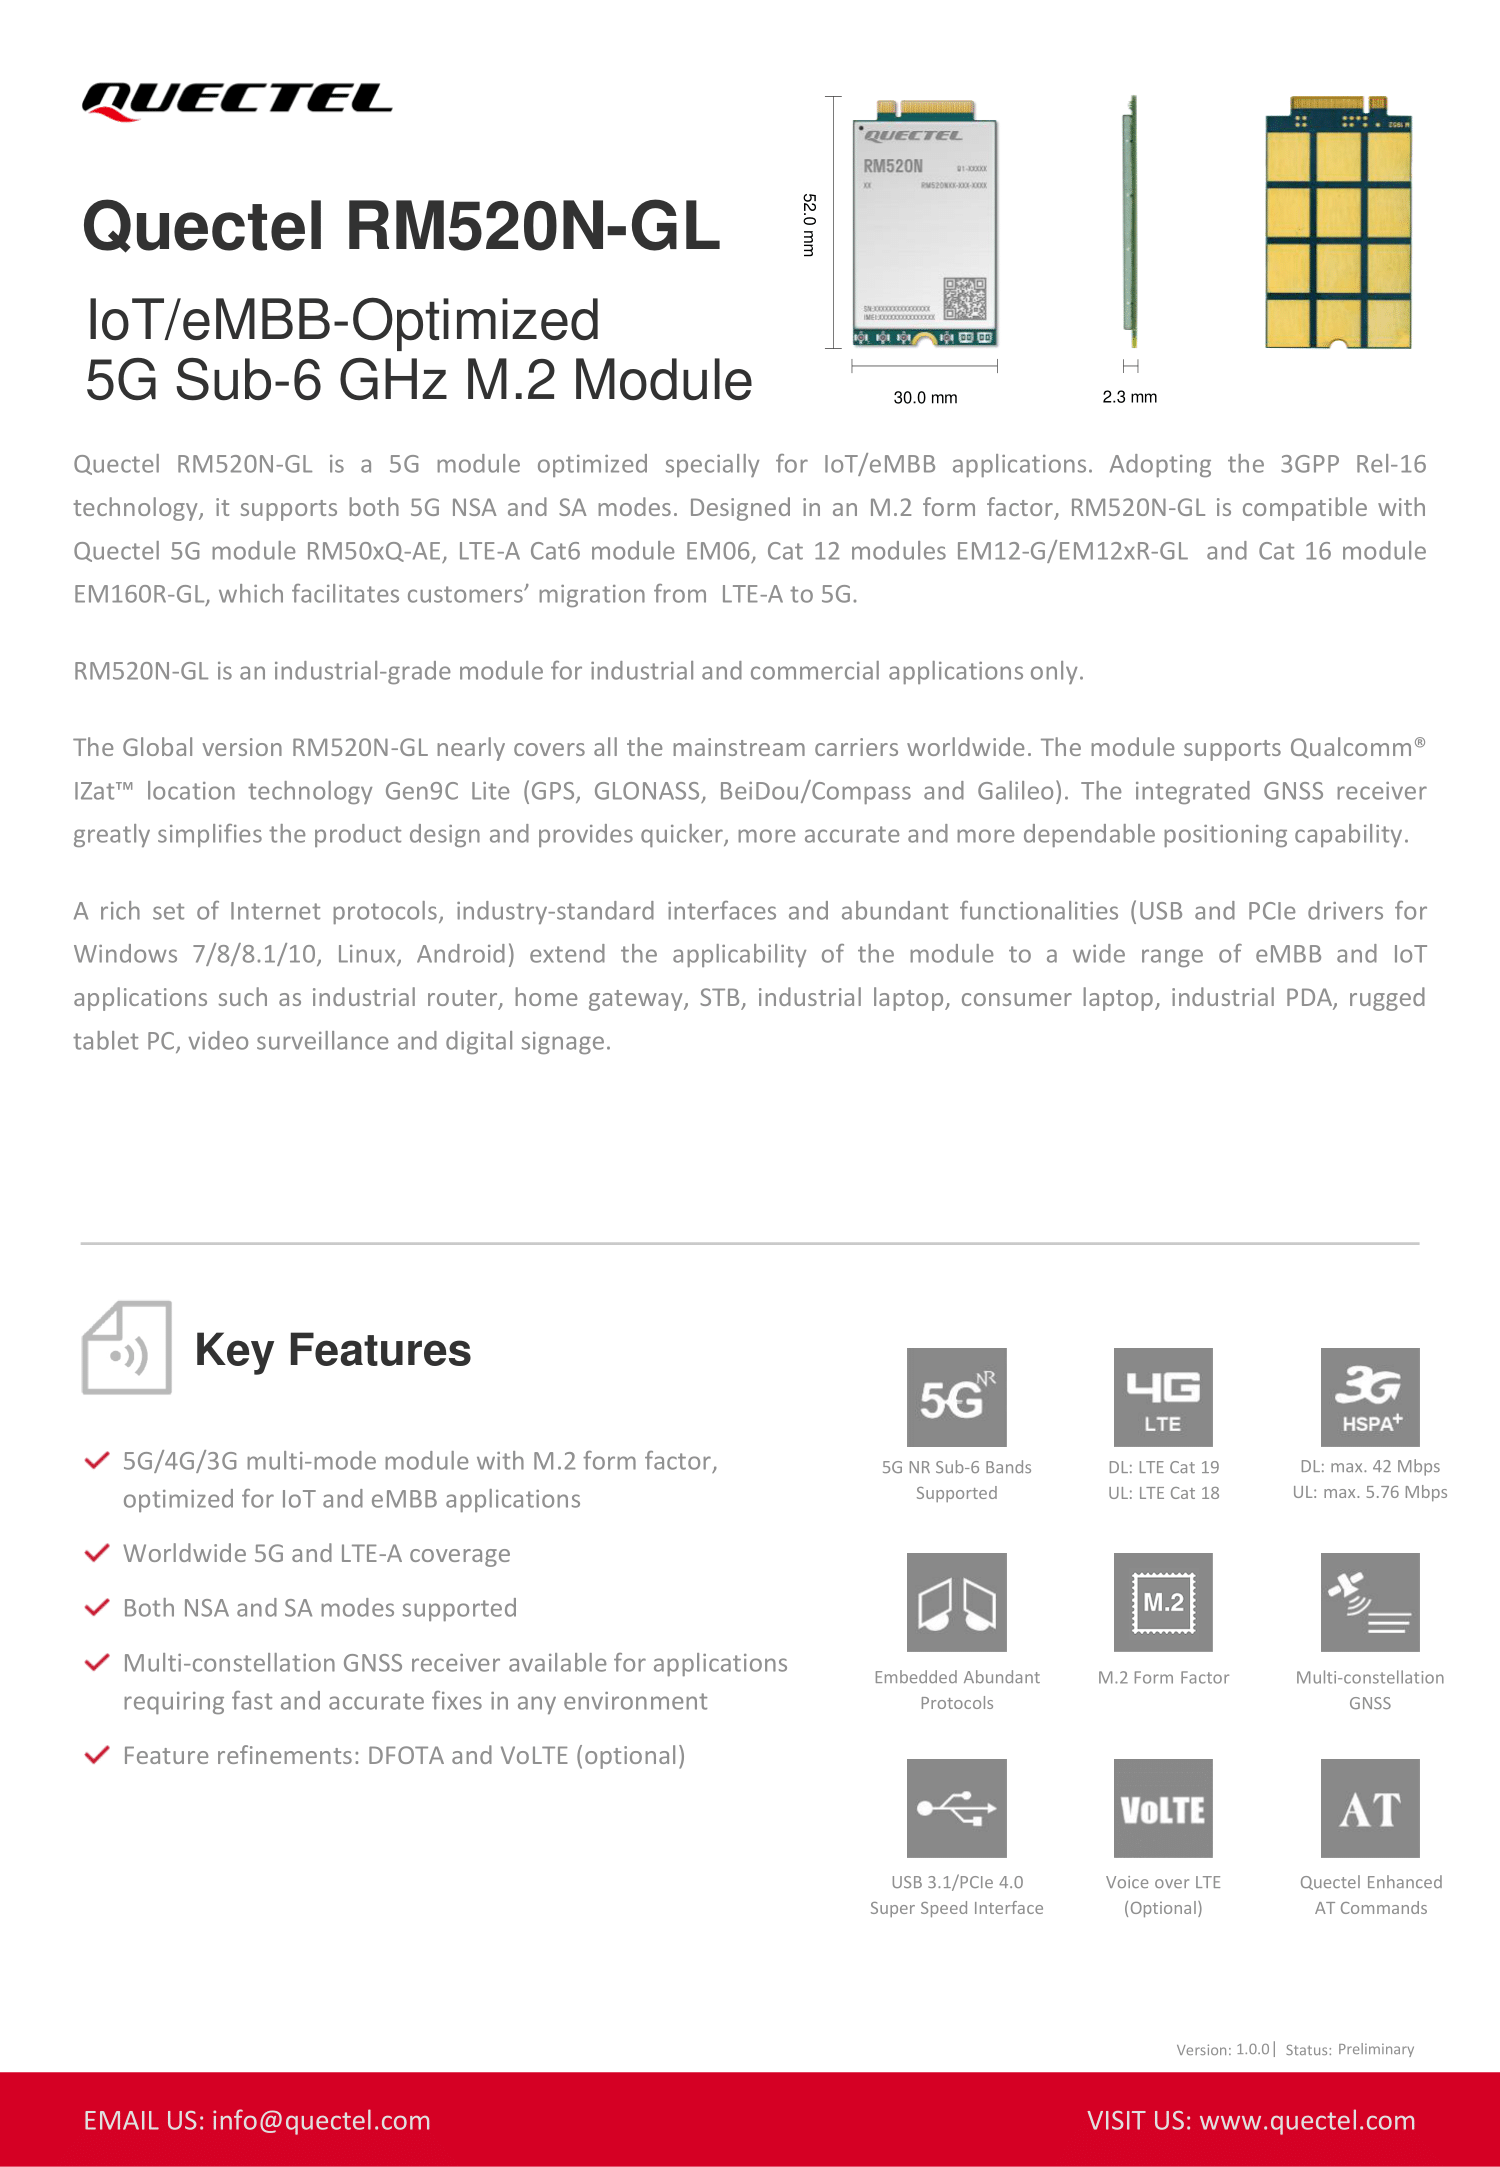 QUECTEL
Quectel RM520N-GL
IoT/eMBB-Optimized
5G Sub-6 GHz M.2 Module
52.0 mm
QUECTEL
RM520N
Q1-XXXXX
XX
RM520NXX-XXX-XXXX
SN:XXXXXXXXXXXXXXX
IMEI:XXXXXXXXXXXXXXX
30.0 mm
2.3 mm
Quectel RM520N-GL is a 5G module optimized specially for IoT/eMBB applications. Adopting the 3GPP Rel-16
technology, it supports both 5G NSA and SA modes. Designed in an M.2 form factor, RM520N-GL is compatible with
Quectel 5G module RM50xQ-AE, LTE-A Cat6 module EM06, Cat 12 modules EM12-G/EM12xR-GL and Cat 16 module
EM160R-GL, which facilitates customers’ migration from LTE-A to 5G.
RM520N-GL is an industrial-grade module for industrial and commercial applications only.
The Global version RM520N-GL nearly covers all the mainstream carriers worldwide. The module supports Qualcomm®
IZat™ location technology Gen9C Lite (GPS, GLONASS, BeiDou/Compass and Galileo). The integrated GNSS receiver
greatly simplifies the product design and provides quicker, more accurate and more dependable positioning capability.
A rich set of Internet protocols, industry-standard interfaces and abundant functionalities (USB and PCIe drivers for
Windows 7/8/8.1/10, Linux, Android) extend the applicability of the module to a wide range of eMBB and IoT
applications such as industrial router, home gateway, STB, industrial laptop, consumer laptop, industrial PDA, rugged
tablet PC, video surveillance and digital signage.
Key Features
5G/4G/3G multi-mode module with M.2 form factor,
optimized for IoT and eMBB applications
Worldwide 5G and LTE-A coverage
Both NSA and SA modes supported
Multi-constellation GNSS receiver available for applications
requiring fast and accurate fixes in any environment
Feature refinements: DFOTA and VoLTE (optional)
5G NR
5G NR Sub-6 Bands
Supported
4G
LTE
DL: LTE Cat 19
UL: LTE Cat 18
3G
HSPA+
DL: max. 42 Mbps
UL: max. 5.76 Mbps
Embedded Abundant
Protocols
M.2
M.2 Form Factor
Multi-constellation
GNSS
USB 3.1/PCIe 4.0
Super Speed Interface
VoLTE
Voice over LTE
(Optional)
AT
Quectel Enhanced
AT Commands
Version: 1.0.0| Status: Preliminary
EMAIL US: info@quectel.com
VISIT US: www.quectel.com